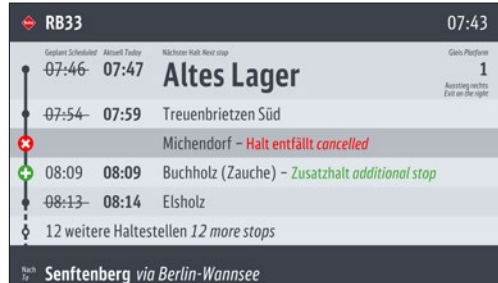 RB33 07:43
Geplant Scheduled Aktuell Today Nächster Halt Next stop Gleis Platform
07:46 07:47 Altes Lager 1
Ausstieg rechts
Exit on the right
07:54 07:59 Treuenbrietzen Süd
Michendorf – Halt entfällt cancelled
08:09 08:09 Buchholz (Zauche) – Zusatzhalt additional stop
08:13 08:14 Elsholz
12 weitere Haltestellen 12 more stops
Nach
To
Senftenberg via Berlin-Wannsee